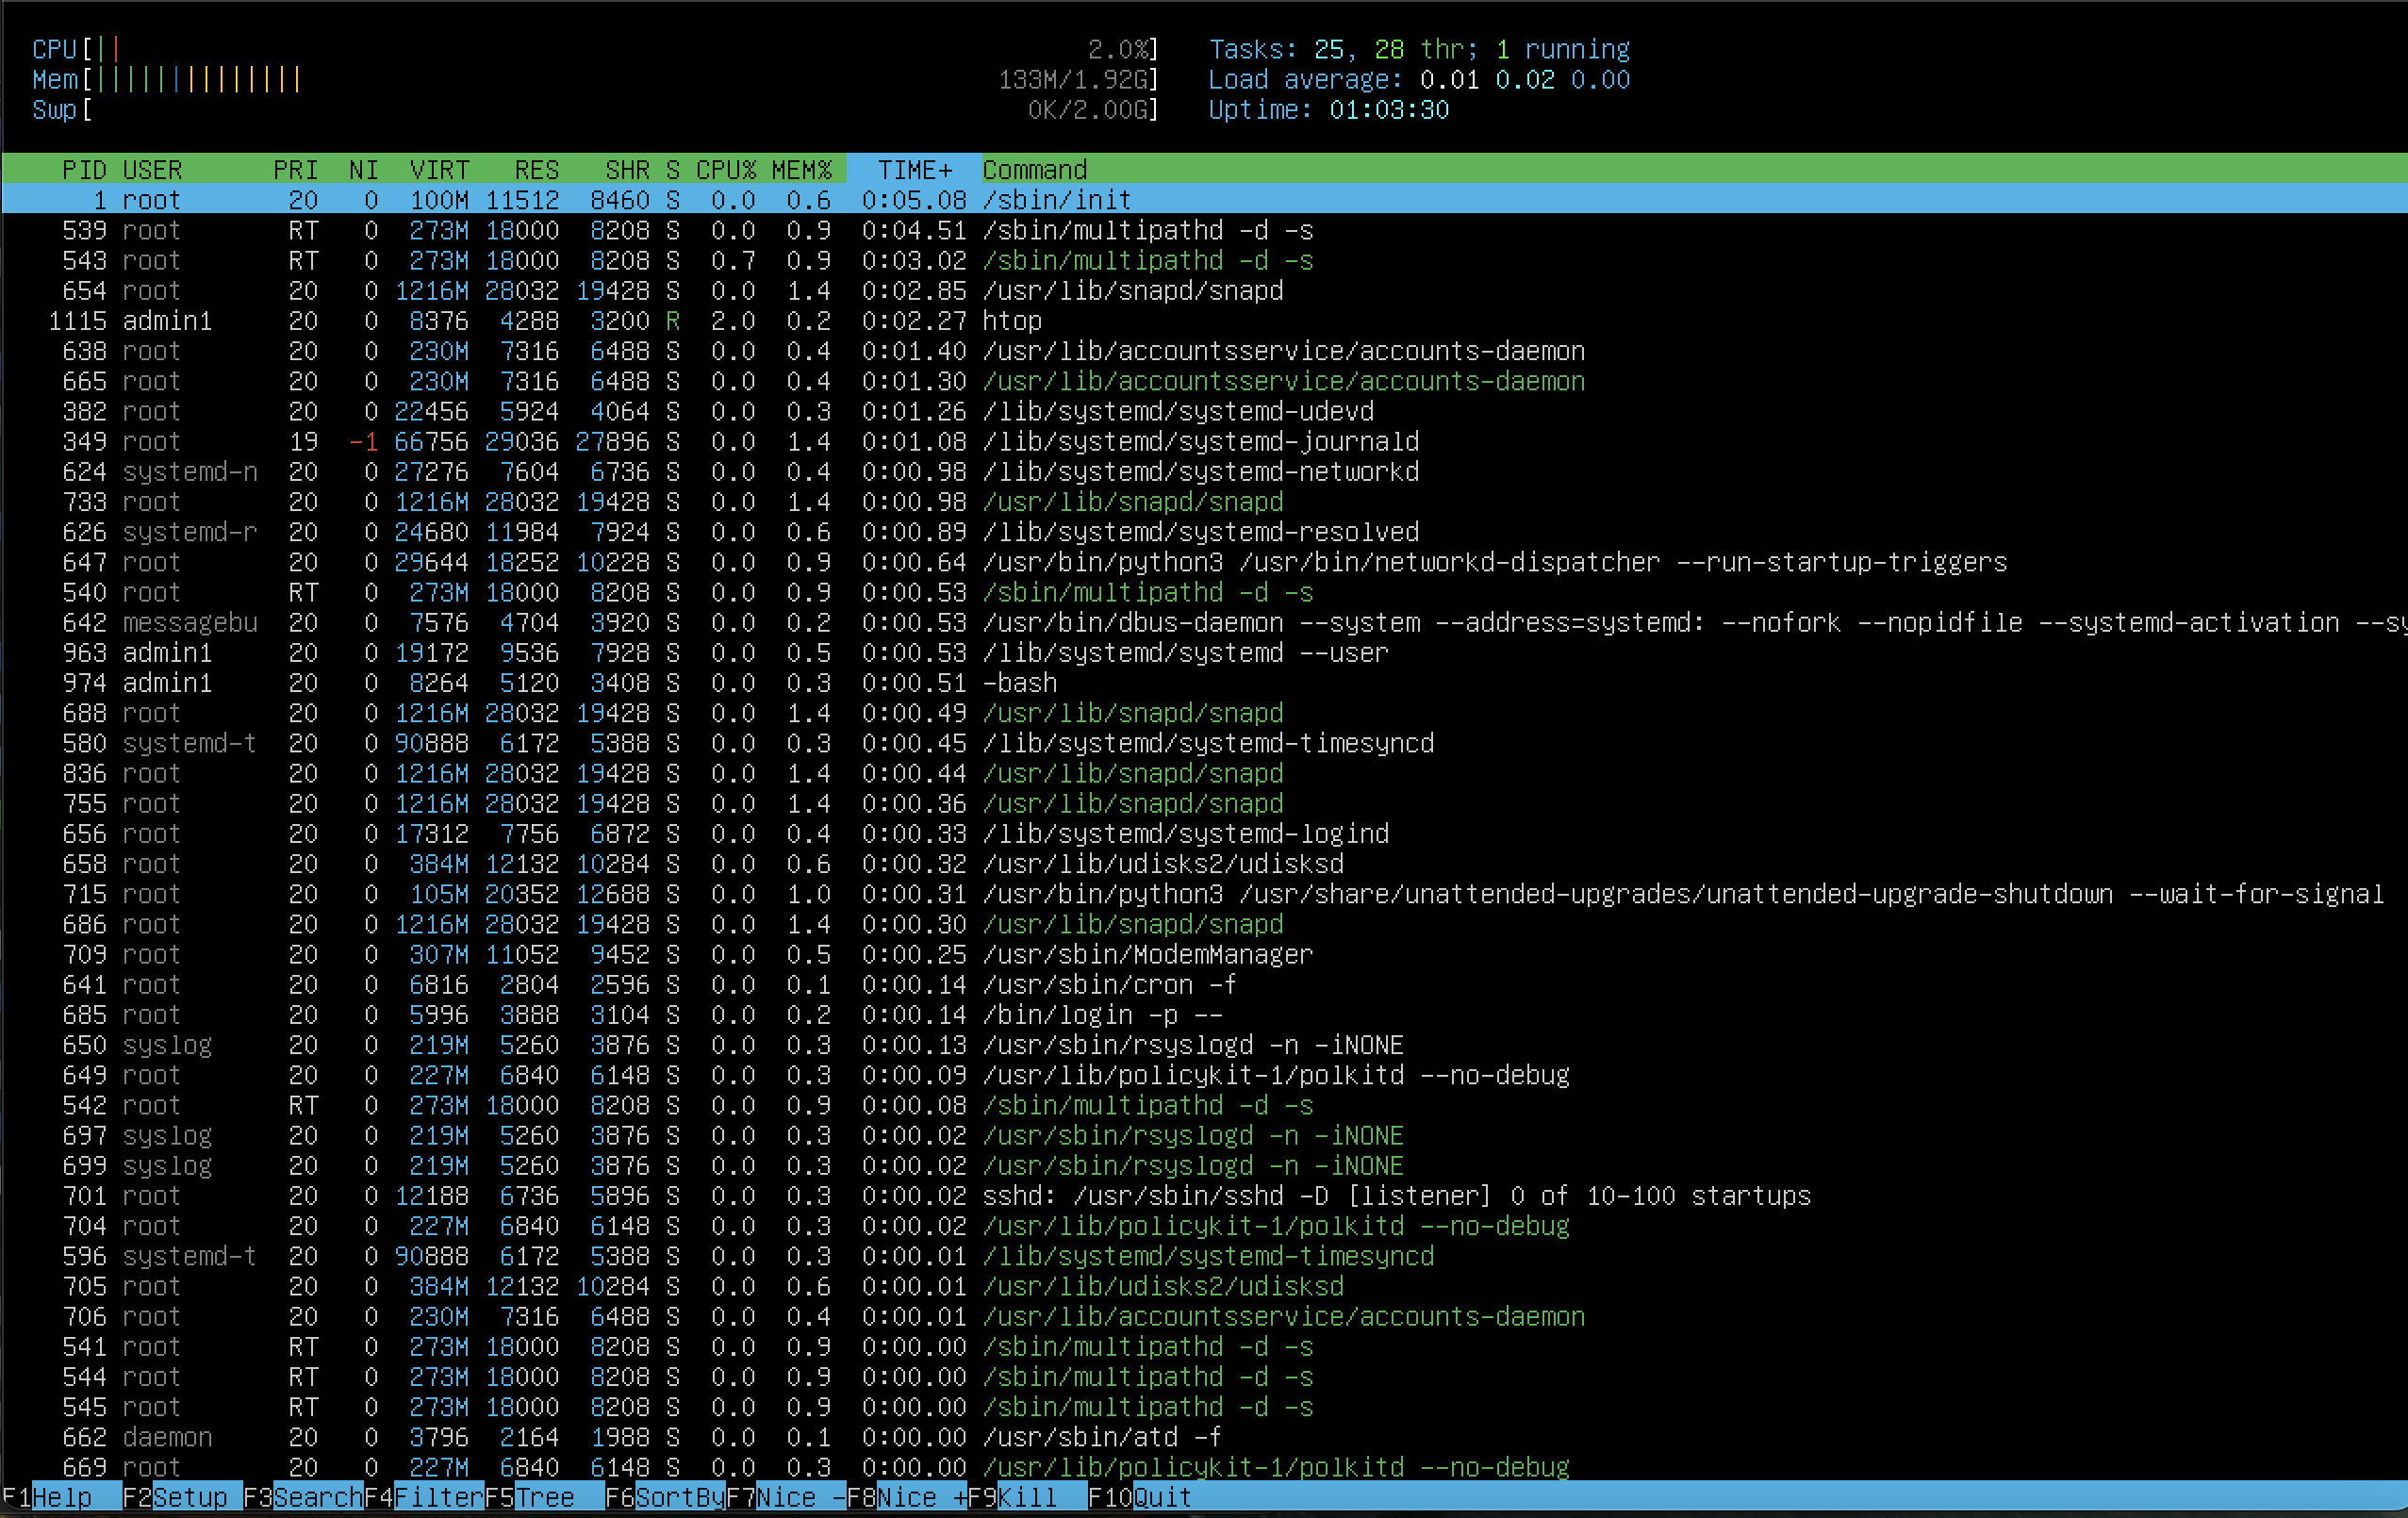 CPU[|| 2.0%] Tasks: 25, 28 thr; 1 running
Mem[|||||||||||||| 133M/1.92G] Load average: 0.01 0.02 0.00
Swp[ 0K/2.00G] Uptime: 01:03:30
PID USER PRI NI VIRT RES SHR S CPU% MEM% TIME+ Command
1 root 20 0 100M 11512 8460 S 0.0 0.6 0:05.08 /sbin/init
539 root RT 0 273M 18000 8208 S 0.0 0.9 0:04.51 /sbin/multipathd -d -s
543 root RT 0 273M 18000 8208 S 0.7 0.9 0:03.02 /sbin/multipathd -d -s
654 root 20 0 1216M 28032 19428 S 0.0 1.4 0:02.85 /usr/lib/snapd/snapd
1115 admin1 20 0 8376 4288 3200 R 2.0 0.2 0:02.27 htop
638 root 20 0 230M 7316 6488 S 0.0 0.4 0:01.40 /usr/lib/accountsservice/accounts-daemon
665 root 20 0 230M 7316 6488 S 0.0 0.4 0:01.30 /usr/lib/accountsservice/accounts-daemon
382 root 20 0 22456 5924 4064 S 0.0 0.3 0:01.26 /lib/systemd/systemd-udevd
349 root 19 -1 66756 29036 27896 S 0.0 1.4 0:01.08 /lib/systemd/systemd-journald
624 systemd-n 20 0 27276 7604 6736 S 0.0 0.4 0:00.98 /lib/systemd/systemd-networkd
733 root 20 0 1216M 28032 19428 S 0.0 1.4 0:00.98 /usr/lib/snapd/snapd
626 systemd-r 20 0 24680 11984 7924 S 0.0 0.6 0:00.89 /lib/systemd/systemd-resolved
647 root 20 0 29644 18252 10228 S 0.0 0.9 0:00.64 /usr/bin/python3 /usr/bin/networkd-dispatcher --run-startup-triggers
540 root RT 0 273M 18000 8208 S 0.0 0.9 0:00.53 /sbin/multipathd -d -s
642 messagebu 20 0 7576 4704 3920 S 0.0 0.2 0:00.53 /usr/bin/dbus-daemon --system --address=systemd: --nofork --nopidfile --systemd-activation --sy
963 admin1 20 0 19172 9536 7928 S 0.0 0.5 0:00.53 /lib/systemd/systemd --user
974 admin1 20 0 8264 5120 3408 S 0.0 0.3 0:00.51 -bash
688 root 20 0 1216M 28032 19428 S 0.0 1.4 0:00.49 /usr/lib/snapd/snapd
580 systemd-t 20 0 90888 6172 5388 S 0.0 0.3 0:00.45 /lib/systemd/systemd-timesyncd
836 root 20 0 1216M 28032 19428 S 0.0 1.4 0:00.44 /usr/lib/snapd/snapd
755 root 20 0 1216M 28032 19428 S 0.0 1.4 0:00.36 /usr/lib/snapd/snapd
656 root 20 0 17312 7756 6872 S 0.0 0.4 0:00.33 /lib/systemd/systemd-logind
658 root 20 0 384M 12132 10284 S 0.0 0.6 0:00.32 /usr/lib/udisks2/udisksd
715 root 20 0 105M 20352 12688 S 0.0 1.0 0:00.31 /usr/bin/python3 /usr/share/unattended-upgrades/unattended-upgrade-shutdown --wait-for-signal
686 root 20 0 1216M 28032 19428 S 0.0 1.4 0:00.30 /usr/lib/snapd/snapd
709 root 20 0 307M 11052 9452 S 0.0 0.5 0:00.25 /usr/sbin/ModemManager
641 root 20 0 6816 2804 2596 S 0.0 0.1 0:00.14 /usr/sbin/cron -f
685 root 20 0 5996 3888 3104 S 0.0 0.2 0:00.14 /bin/login -p --
650 syslog 20 0 219M 5260 3876 S 0.0 0.3 0:00.13 /usr/sbin/rsyslogd -n -iNONE
649 root 20 0 227M 6840 6148 S 0.0 0.3 0:00.09 /usr/lib/policykit-1/polkitd --no-debug
542 root RT 0 273M 18000 8208 S 0.0 0.9 0:00.08 /sbin/multipathd -d -s
697 syslog 20 0 219M 5260 3876 S 0.0 0.3 0:00.02 /usr/sbin/rsyslogd -n -iNONE
699 syslog 20 0 219M 5260 3876 S 0.0 0.3 0:00.02 /usr/sbin/rsyslogd -n -iNONE
701 root 20 0 12188 6736 5896 S 0.0 0.3 0:00.02 sshd: /usr/sbin/sshd -D [listener] 0 of 10-100 startups
704 root 20 0 227M 6840 6148 S 0.0 0.3 0:00.02 /usr/lib/policykit-1/polkitd --no-debug
596 systemd-t 20 0 90888 6172 5388 S 0.0 0.3 0:00.01 /lib/systemd/systemd-timesyncd
705 root 20 0 384M 12132 10284 S 0.0 0.6 0:00.01 /usr/lib/udisks2/udisksd
706 root 20 0 230M 7316 6488 S 0.0 0.4 0:00.01 /usr/lib/accountsservice/accounts-daemon
541 root RT 0 273M 18000 8208 S 0.0 0.9 0:00.00 /sbin/multipathd -d -s
544 root RT 0 273M 18000 8208 S 0.0 0.9 0:00.00 /sbin/multipathd -d -s
545 root RT 0 273M 18000 8208 S 0.0 0.9 0:00.00 /sbin/multipathd -d -s
662 daemon 20 0 3796 2164 1988 S 0.0 0.1 0:00.00 /usr/sbin/atd -f
669 root 20 0 227M 6840 6148 S 0.0 0.3 0:00.00 /usr/lib/policykit-1/polkitd --no-debug
F1Help F2Setup F3SearchF4FilterF5Tree F6SortByF7Nice -F8Nice +F9Kill F10Quit